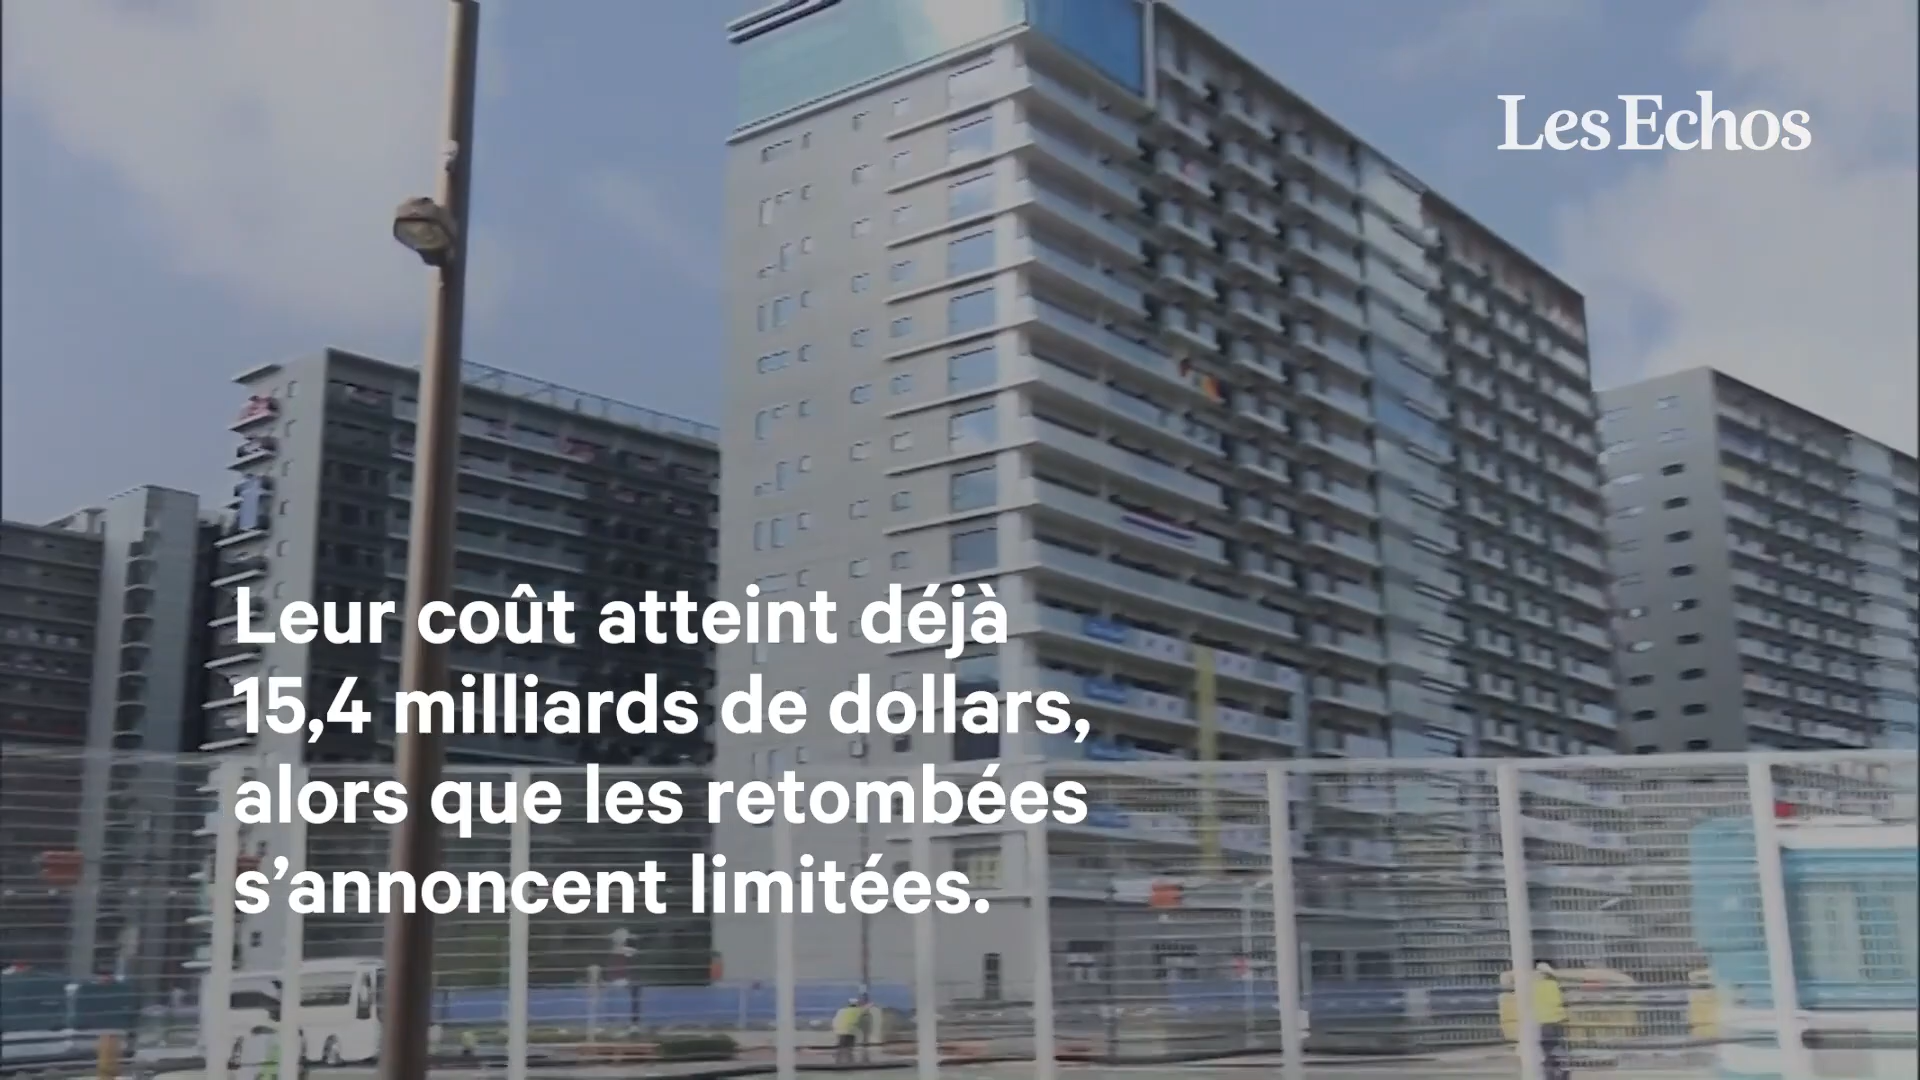 Les Echos
Leur coût atteint déjà
15,4 milliards de dollars,
alors que les retombées
s’annoncent limitées.